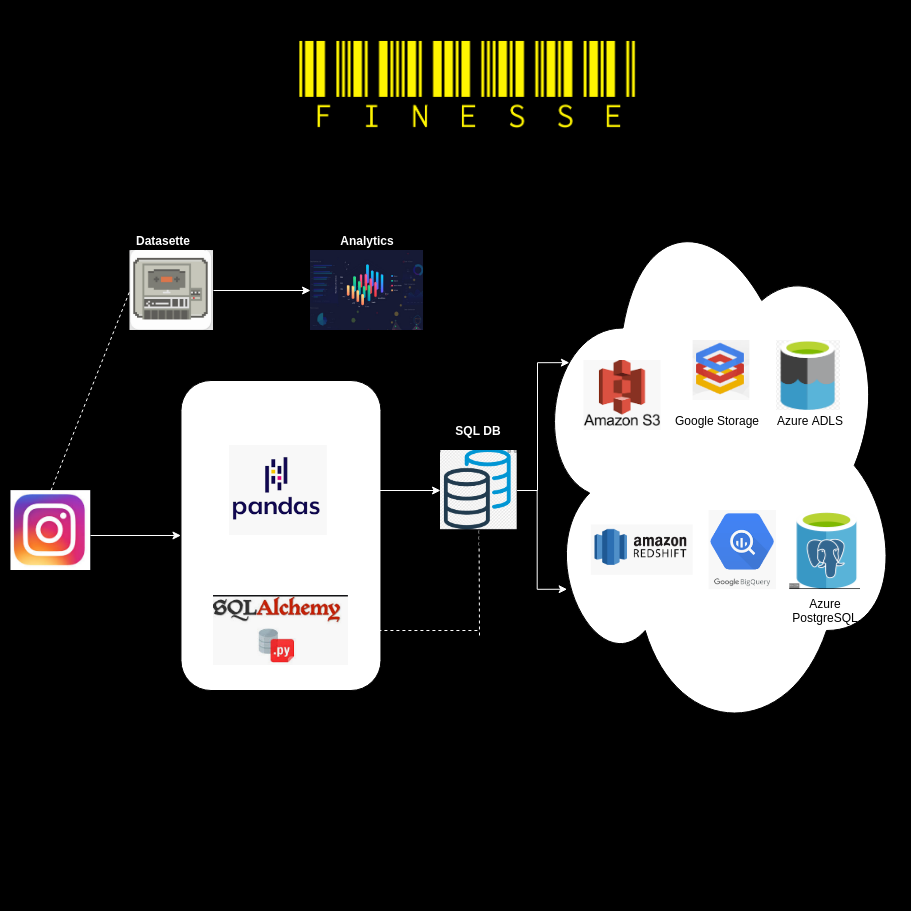 F I N E S S E
Datasette
Analytics
pandas
SQLAlchemy
.py
SQL DB
Amazon S3
Google Storage
Azure ADLS
amazon
REDSHIFT
Google BigQuery
Azure
PostgreSQL